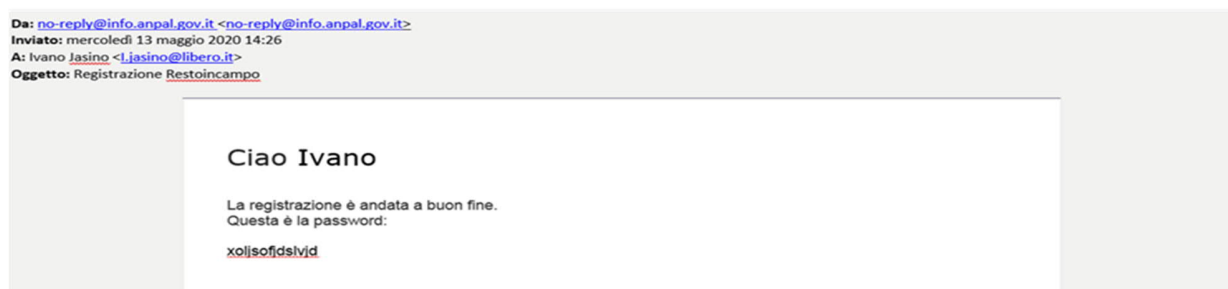 Da: no-reply@info.anpal.gov.it <no-reply@info.anpal.gov.it>
Inviato: mercoledì 13 maggio 2020 14:26
A: Ivano Jasino <I.jasino@libero.it>
Oggetto: Registrazione Restoincampo
Ciao Ivano
La registrazione è andata a buon fine.
Questa è la password:
xoljsofjdslvjd